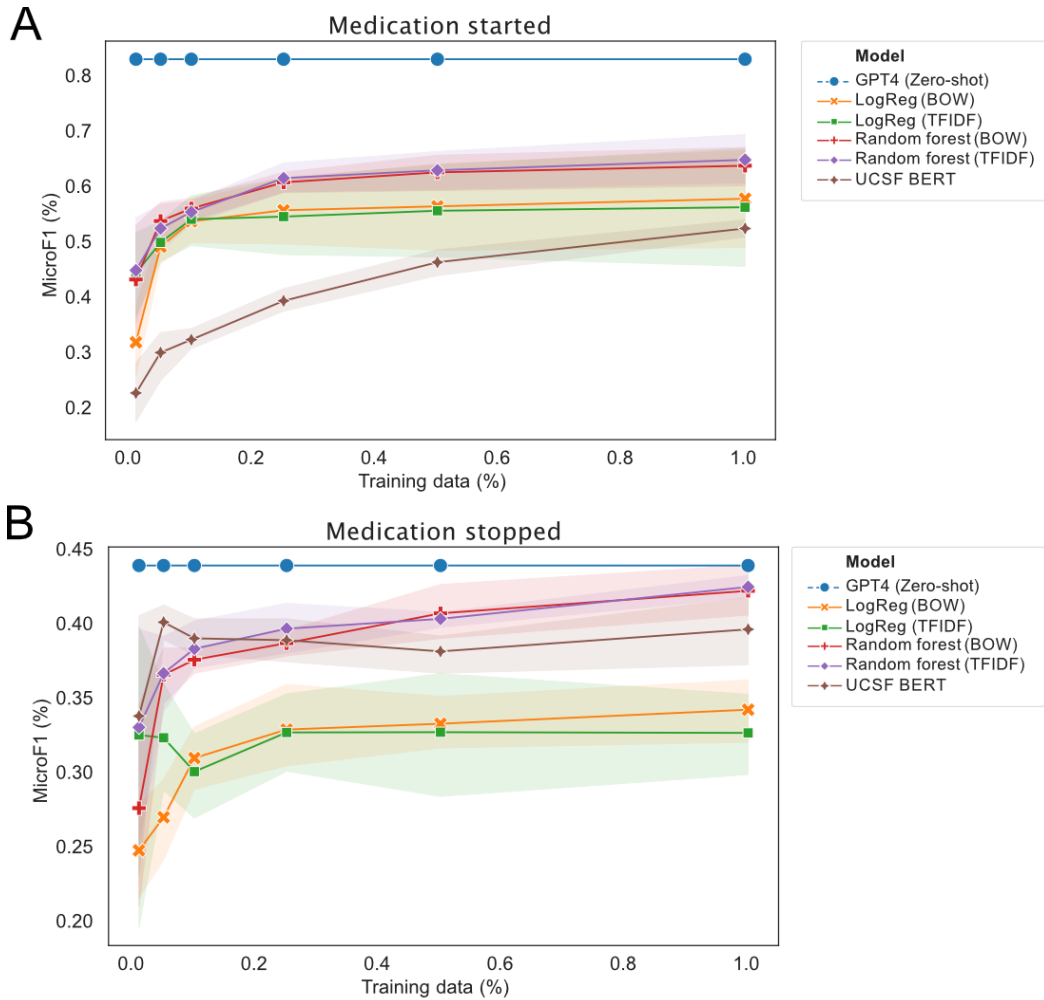 A
Medication started
MicroF1 (%)
0.8
0.7
0.6
0.5
0.4
0.3
0.2
0.0 0.2 0.4 0.6 0.8 1.0
Training data (%)
Model
GPT4 (Zero-shot)
LogReg (BOW)
LogReg (TFIDF)
Random forest (BOW)
Random forest (TFIDF)
UCSF BERT
B
Medication stopped
MicroF1 (%)
0.45
0.40
0.35
0.30
0.25
0.20
0.0 0.2 0.4 0.6 0.8 1.0
Training data (%)
Model
GPT4 (Zero-shot)
LogReg (BOW)
LogReg (TFIDF)
Random forest (BOW)
Random forest (TFIDF)
UCSF BERT